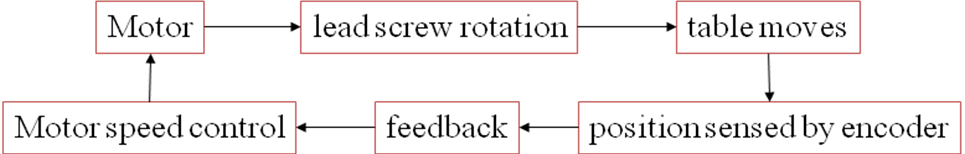 Motor
lead screw rotation
table moves
Motor speed control
feedback
position sensed by encoder